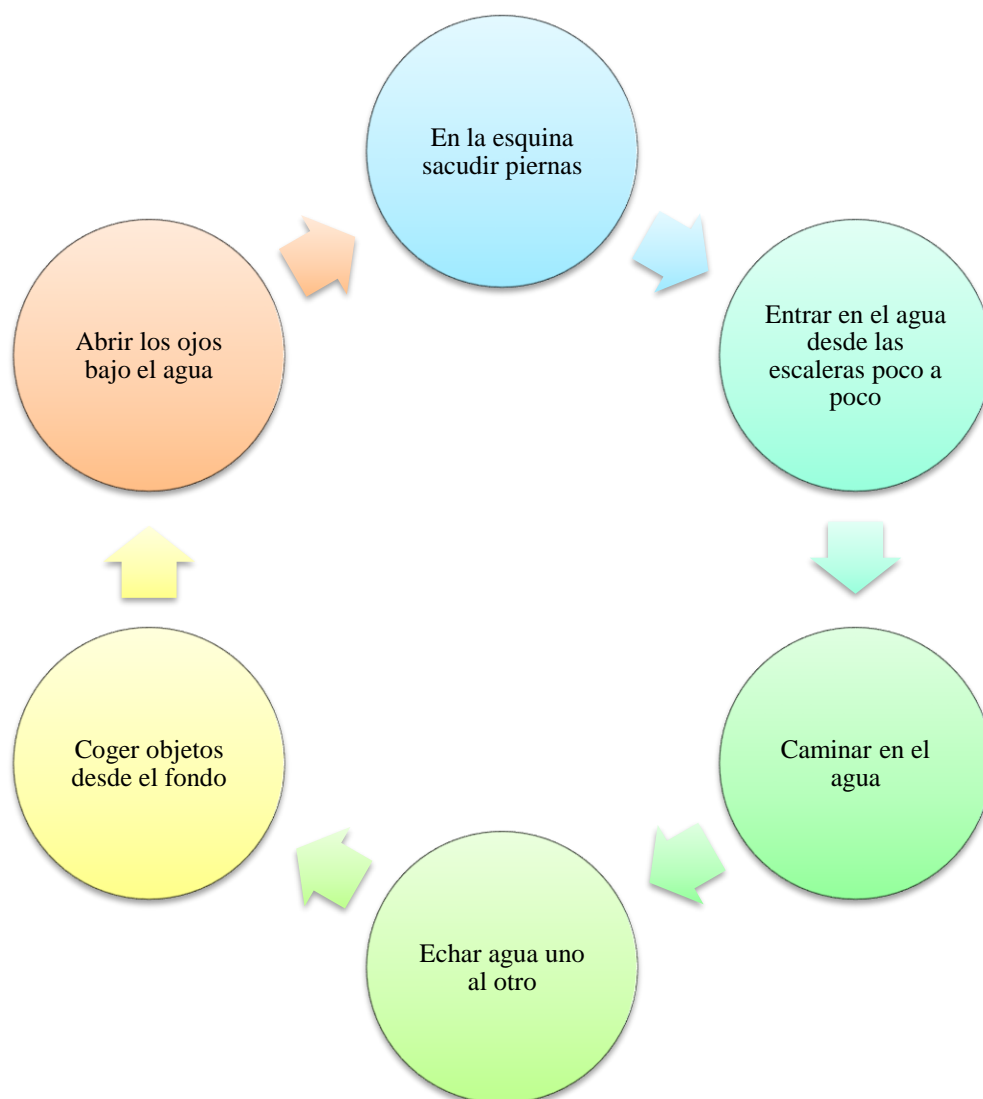 En la esquina
sacudir piernas
Entrar en el agua
desde las
escaleras poco a
poco
Caminar en el
agua
Echar agua uno
al otro
Coger objetos
desde el fondo
Abrir los ojos
bajo el agua